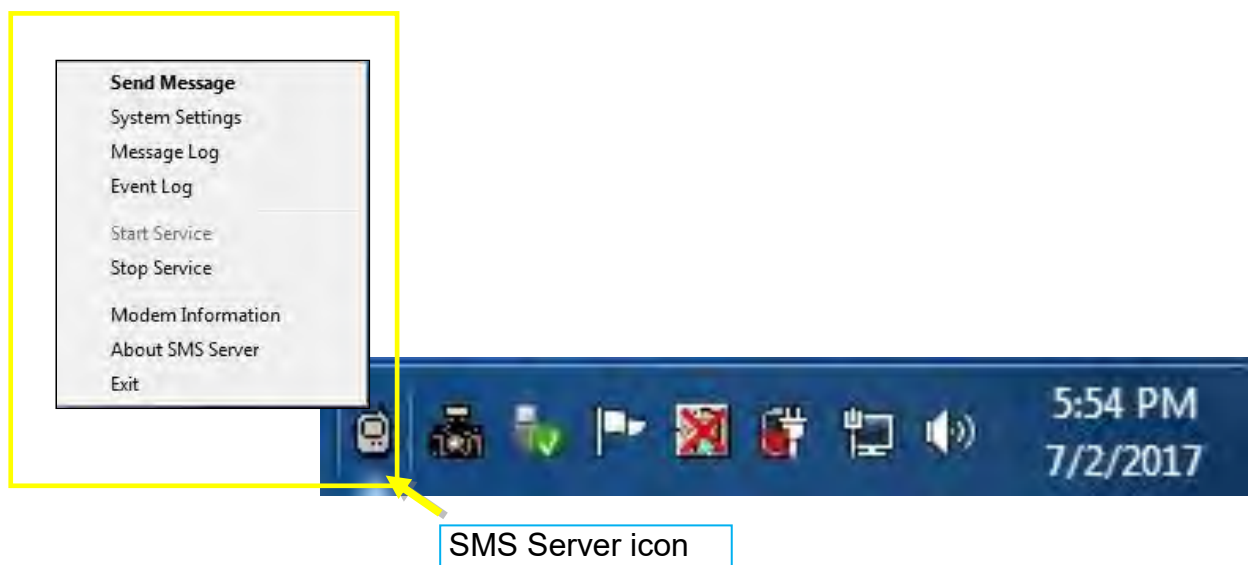 Send Message
System Settings
Message Log
Event Log
Start Service
Stop Service
Modem Information
About SMS Server
Exit
5:54 PM
7/2/2017
SMS Server icon